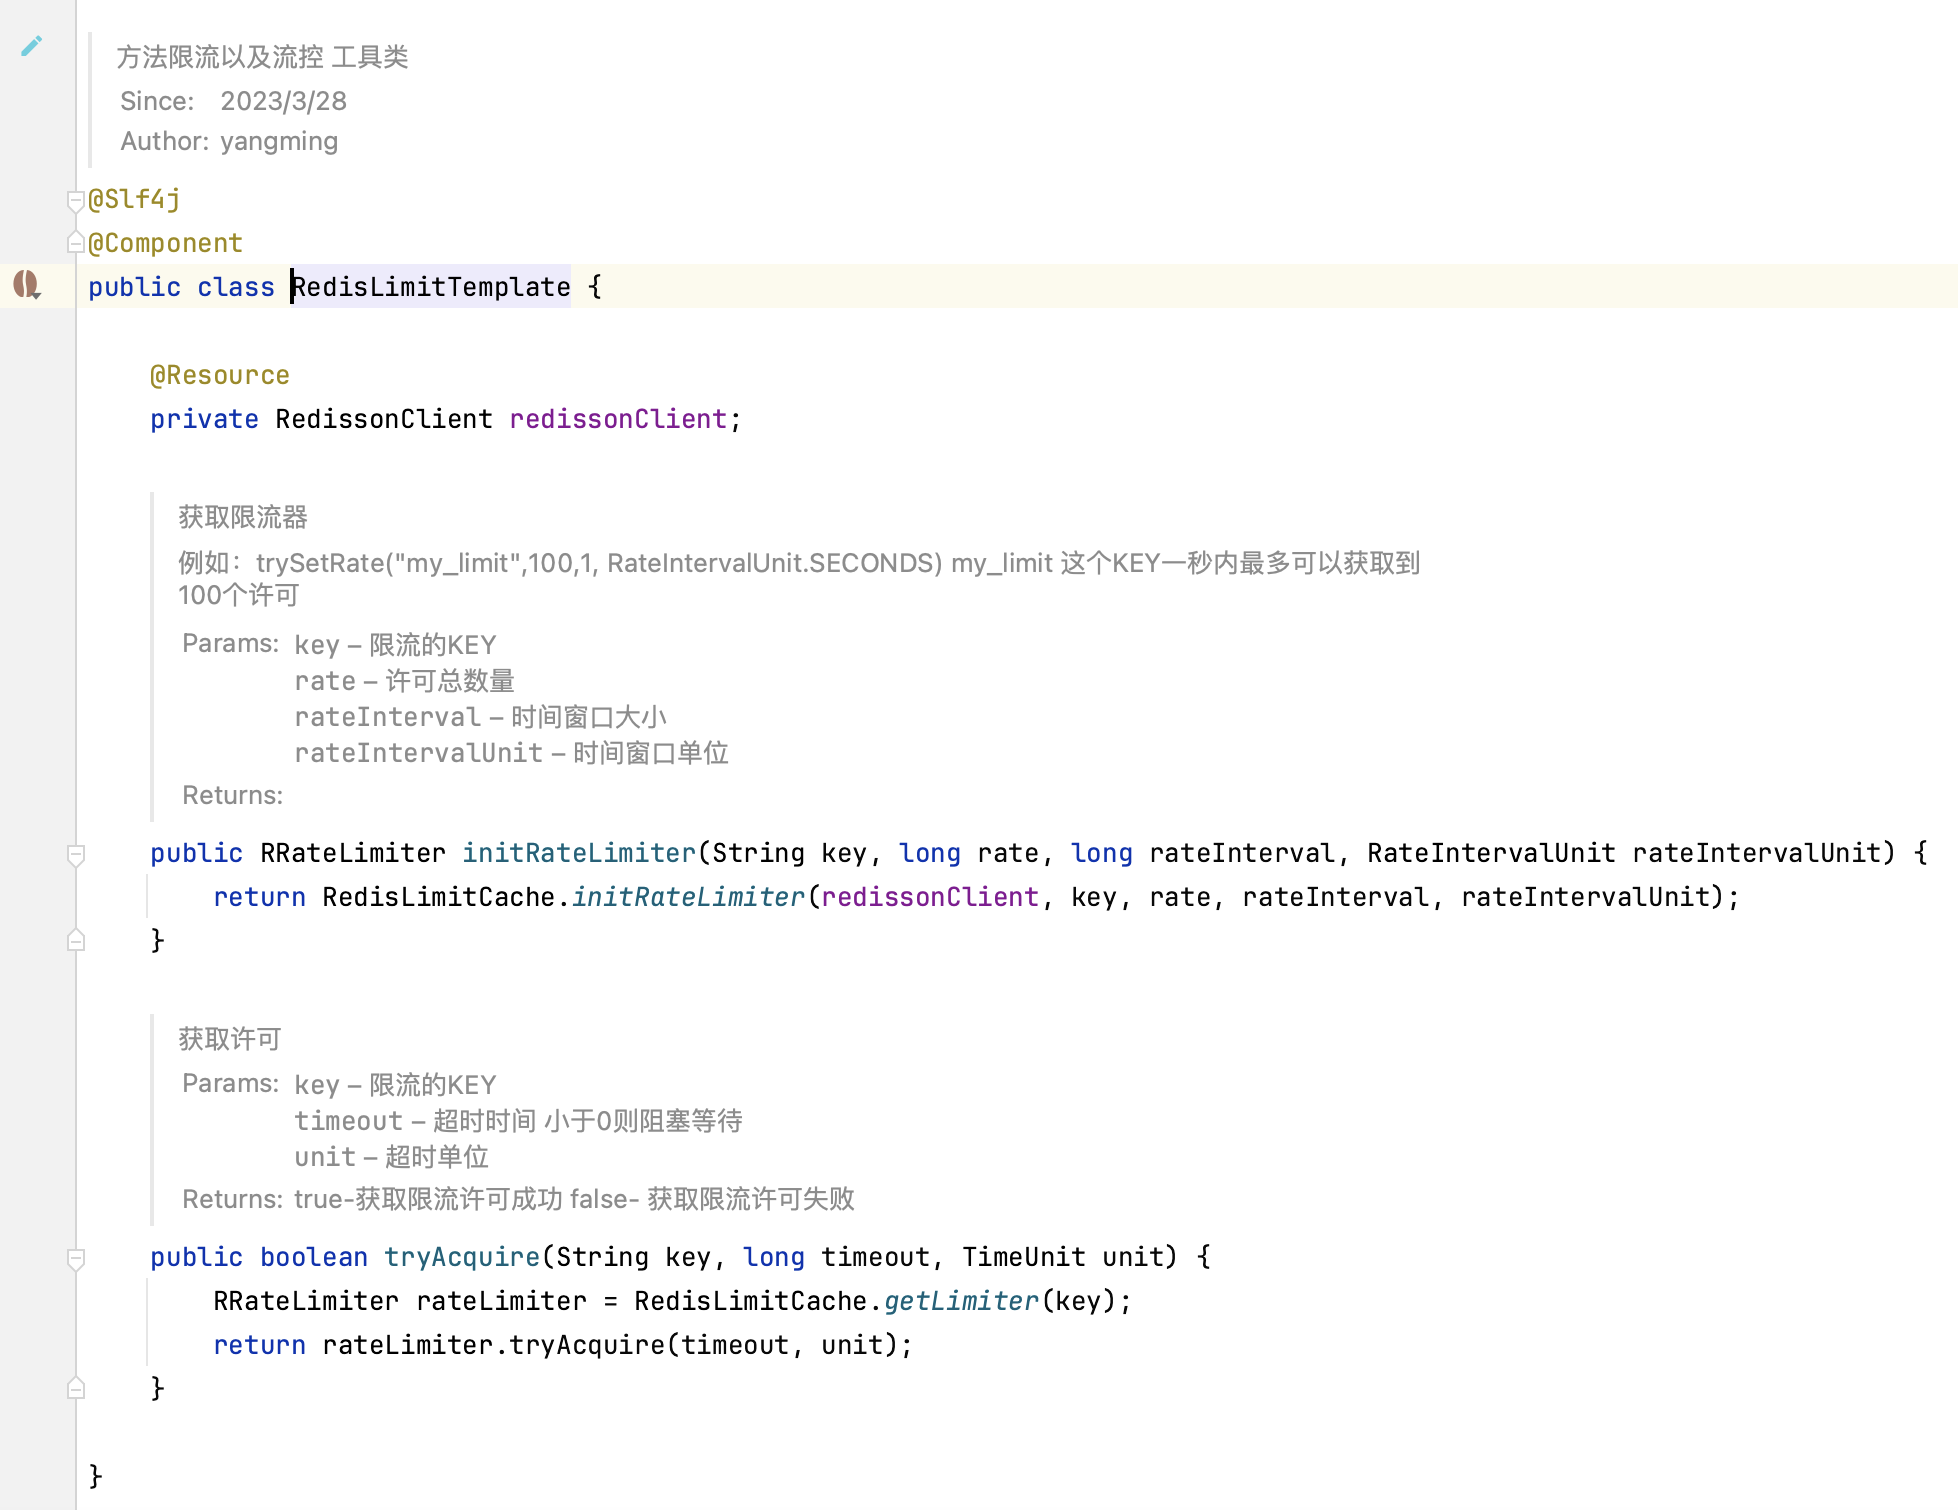 方法限流以及流控 工具类
Since: 2023/3/28
Author: yangming
@Slf4j
@Component
public class RedisLimitTemplate {
@Resource
private RedissonClient redissonClient;
获取限流器
例如：trySetRate("my_limit",100,1, RateIntervalUnit.SECONDS) my_limit 这个KEY一秒内最多可以获取到
100个许可
Params: key – 限流的KEY
rate – 许可总数量
rateInterval – 时间窗口大小
rateIntervalUnit – 时间窗口单位
Returns:
public RRateLimiter initRateLimiter(String key, long rate, long rateInterval, RateIntervalUnit rateIntervalUnit) {
return RedisLimitCache.initRateLimiter(redissonClient, key, rate, rateInterval, rateIntervalUnit);
}
获取许可
Params: key – 限流的KEY
timeout – 超时时间 小于0则阻塞等待
unit – 超时单位
Returns: true-获取限流许可成功 false- 获取限流许可失败
public boolean tryAcquire(String key, long timeout, TimeUnit unit) {
RRateLimiter rateLimiter = RedisLimitCache.getLimiter(key);
return rateLimiter.tryAcquire(timeout, unit);
}
}